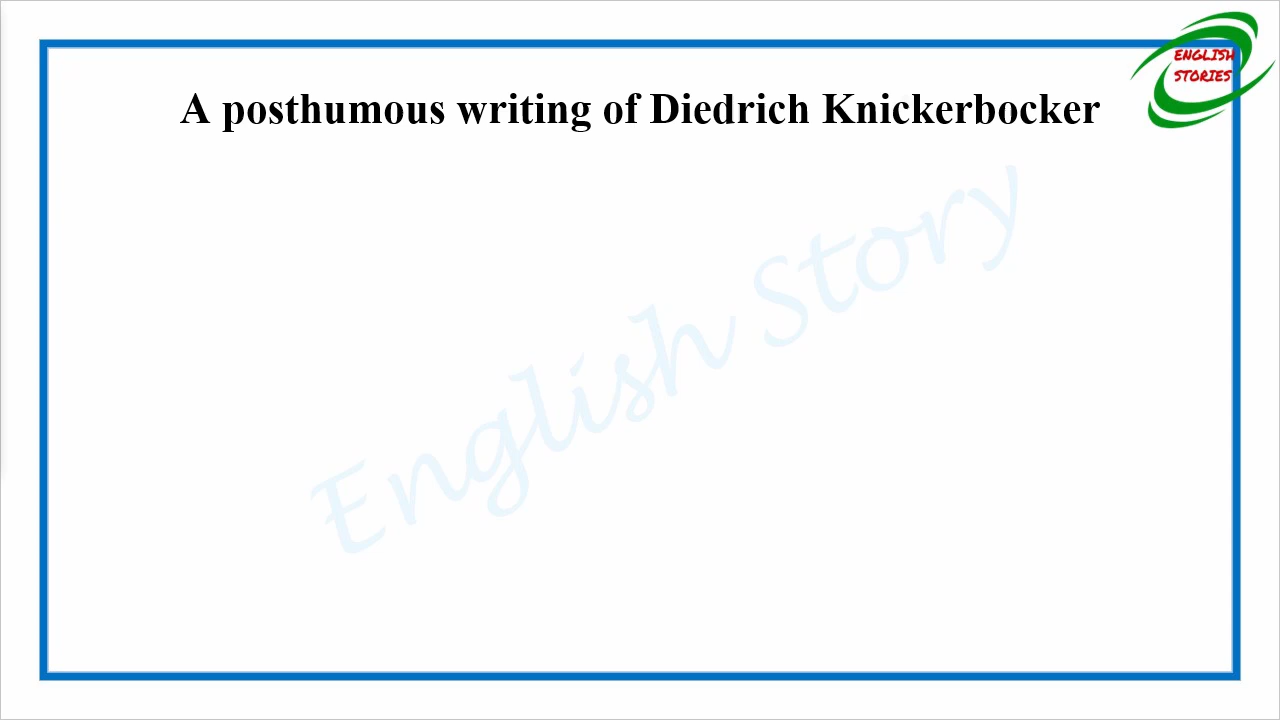 ENGLISH
STORIES
A posthumous writing of Diedrich Knickerbocker
English Story